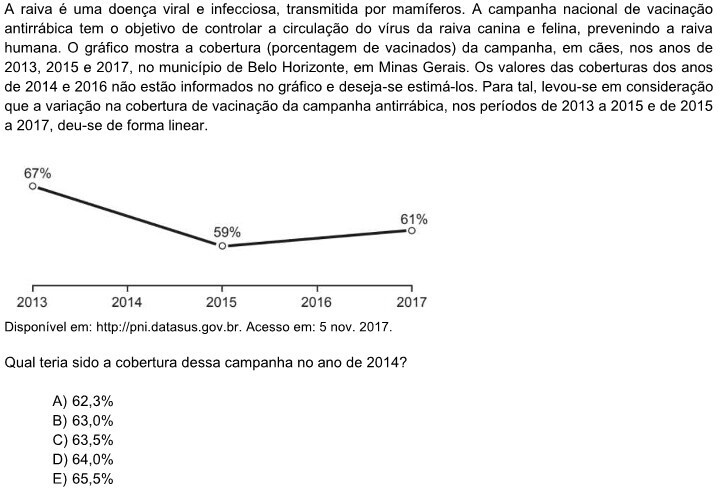 A raiva é uma doença viral e infecciosa, transmitida por mamíferos. A campanha nacional de vacinação
antirrábica tem o objetivo de controlar a circulação do vírus da raiva canina e felina, prevenindo a raiva
humana. O gráfico mostra a cobertura (porcentagem de vacinados) da campanha, em cães, nos anos de
2013, 2015 e 2017, no município de Belo Horizonte, em Minas Gerais. Os valores das coberturas dos anos
de 2014 e 2016 não estão informados no gráfico e deseja-se estimá-los. Para tal, levou-se em consideração
que a variação na cobertura de vacinação da campanha antirrábica, nos períodos de 2013 a 2015 e de 2015
a 2017, deu-se de forma linear.
67%
59%
61%
2013 2014 2015 2016 2017
Disponível em: http://pni.datasus.gov.br. Acesso em: 5 nov. 2017.
Qual teria sido a cobertura dessa campanha no ano de 2014?
A) 62,3%
B) 63,0%
C) 63,5%
D) 64,0%
E) 65,5%